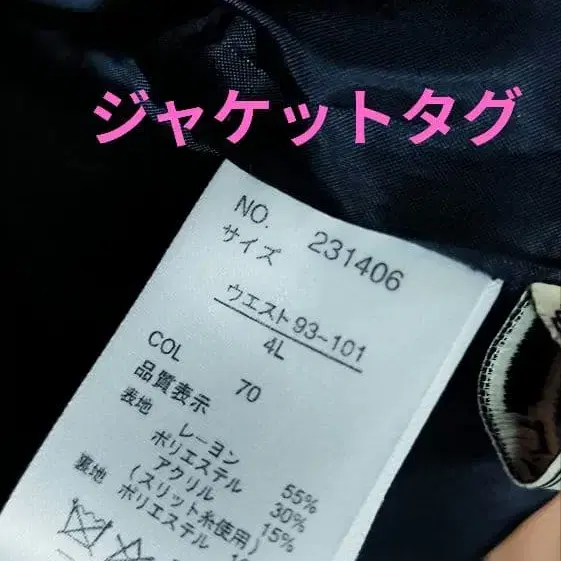 ジャケットタグ
NO. 231406
サイズ
ウエスト93-101
4L
COL 70
品質表示
表地 レーヨン 55%
ポリエステル 30%
アクリル 15%
(スリット糸使用)
裏地 ポリエステル